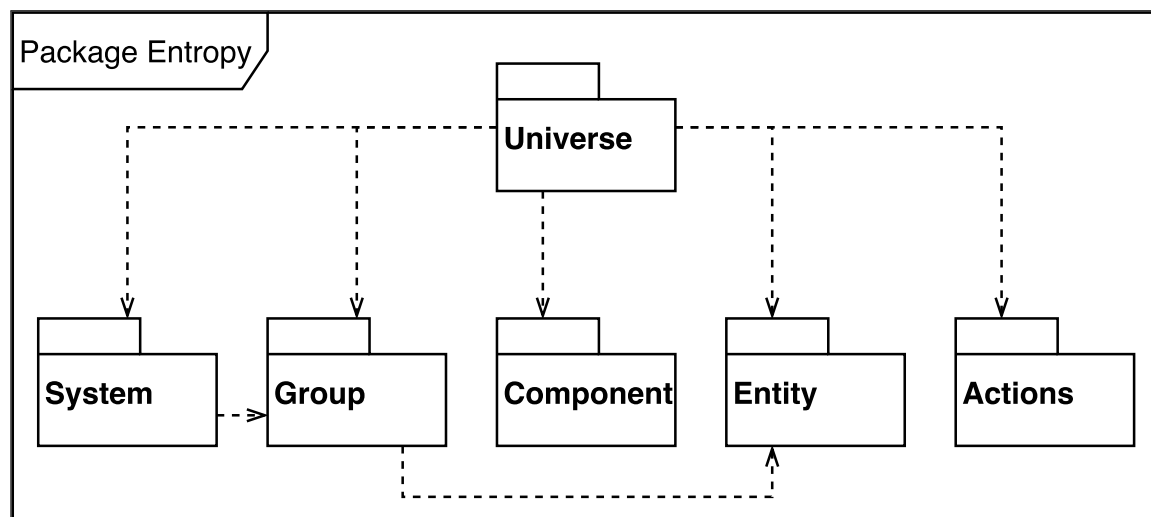 Package Entropy
Universe
System
Group
Component
Entity
Actions